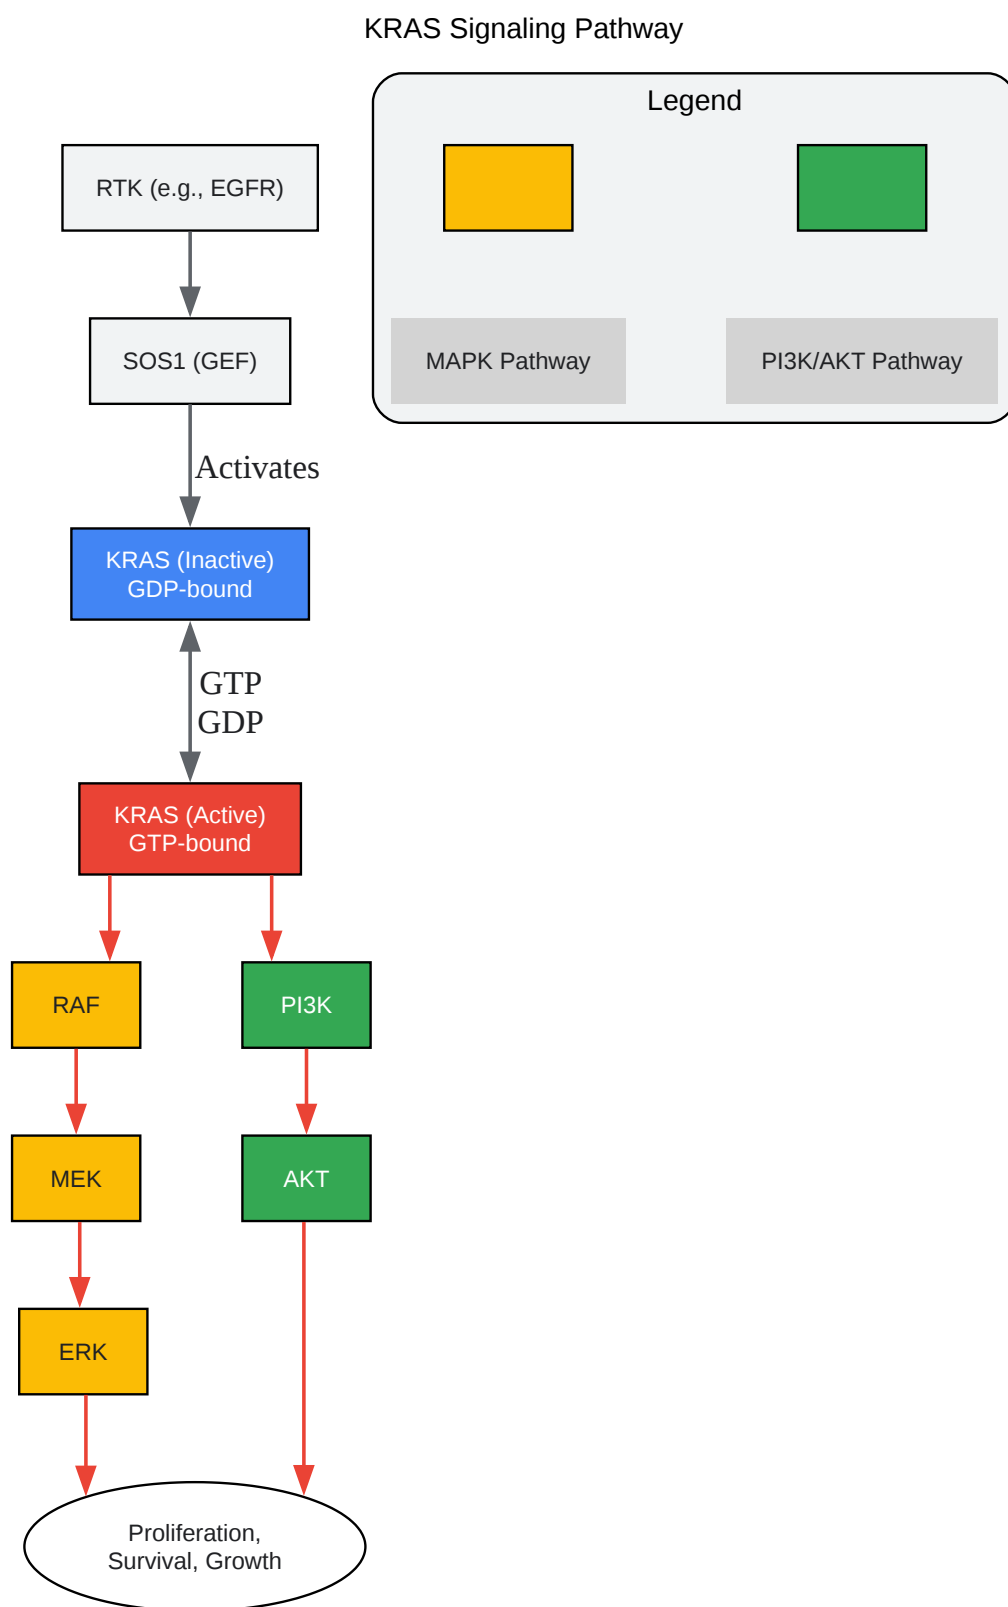 KRAS Signaling Pathway
Legend
RTK (e.g., EGFR)
SOS1 (GEF)
MAPK Pathway
PI3K/AKT Pathway
Activates
KRAS (Inactive)
GDP-bound
GTP
GDP
KRAS (Active)
GTP-bound
RAF
PI3K
MEK
AKT
ERK
Proliferation,
Survival, Growth